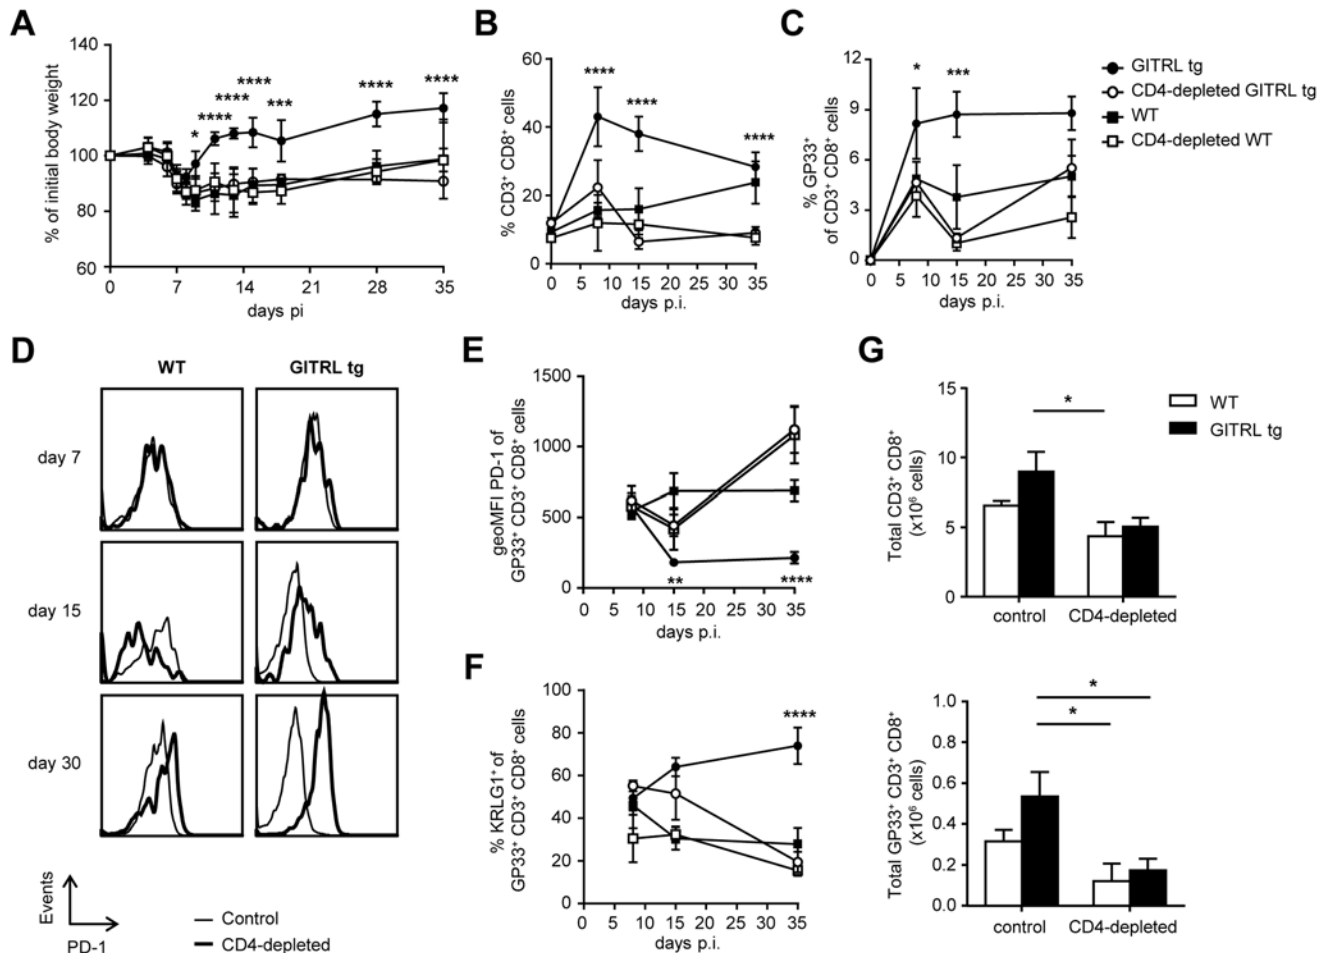 A
% of initial body weight
140
120
100
80
60
*
****
****
****
***
****
****
0
7
14
21
28
35
days pi
B
% CD3⁺ CD8⁺ cells
60
40
20
0
****
****
****
0
5
10
15
20
25
30
35
days p.i.
C
% GP33⁺
of CD3⁺ CD8⁺ cells
12
9
6
3
0
*
***
0
5
10
15
20
25
30
35
days p.i.
GITRL tg
CD4-depleted GITRL tg
WT
CD4-depleted WT
D
WT
GITRL tg
day 7
day 15
day 30
Events
PD-1
Control
CD4-depleted
E
geoMFI PD-1 of
GP33⁺ CD3⁺ CD8⁺ cells
1500
1000
500
0
**
****
0
5
10
15
20
25
30
35
days p.i.
F
% KRLG1⁺ of
GP33⁺ CD3⁺ CD8⁺ cells
100
80
60
40
20
0
****
0
5
10
15
20
25
30
35
days p.i.
G
Total CD3⁺ CD8⁺
(x10⁶ cells)
15
10
5
0
*
control
CD4-depleted
WT
GITRL tg
Total GP33⁺ CD3⁺ CD8⁺
(x10⁶ cells)
1.0
0.8
0.6
0.4
0.2
0.0
*
*
control
CD4-depleted